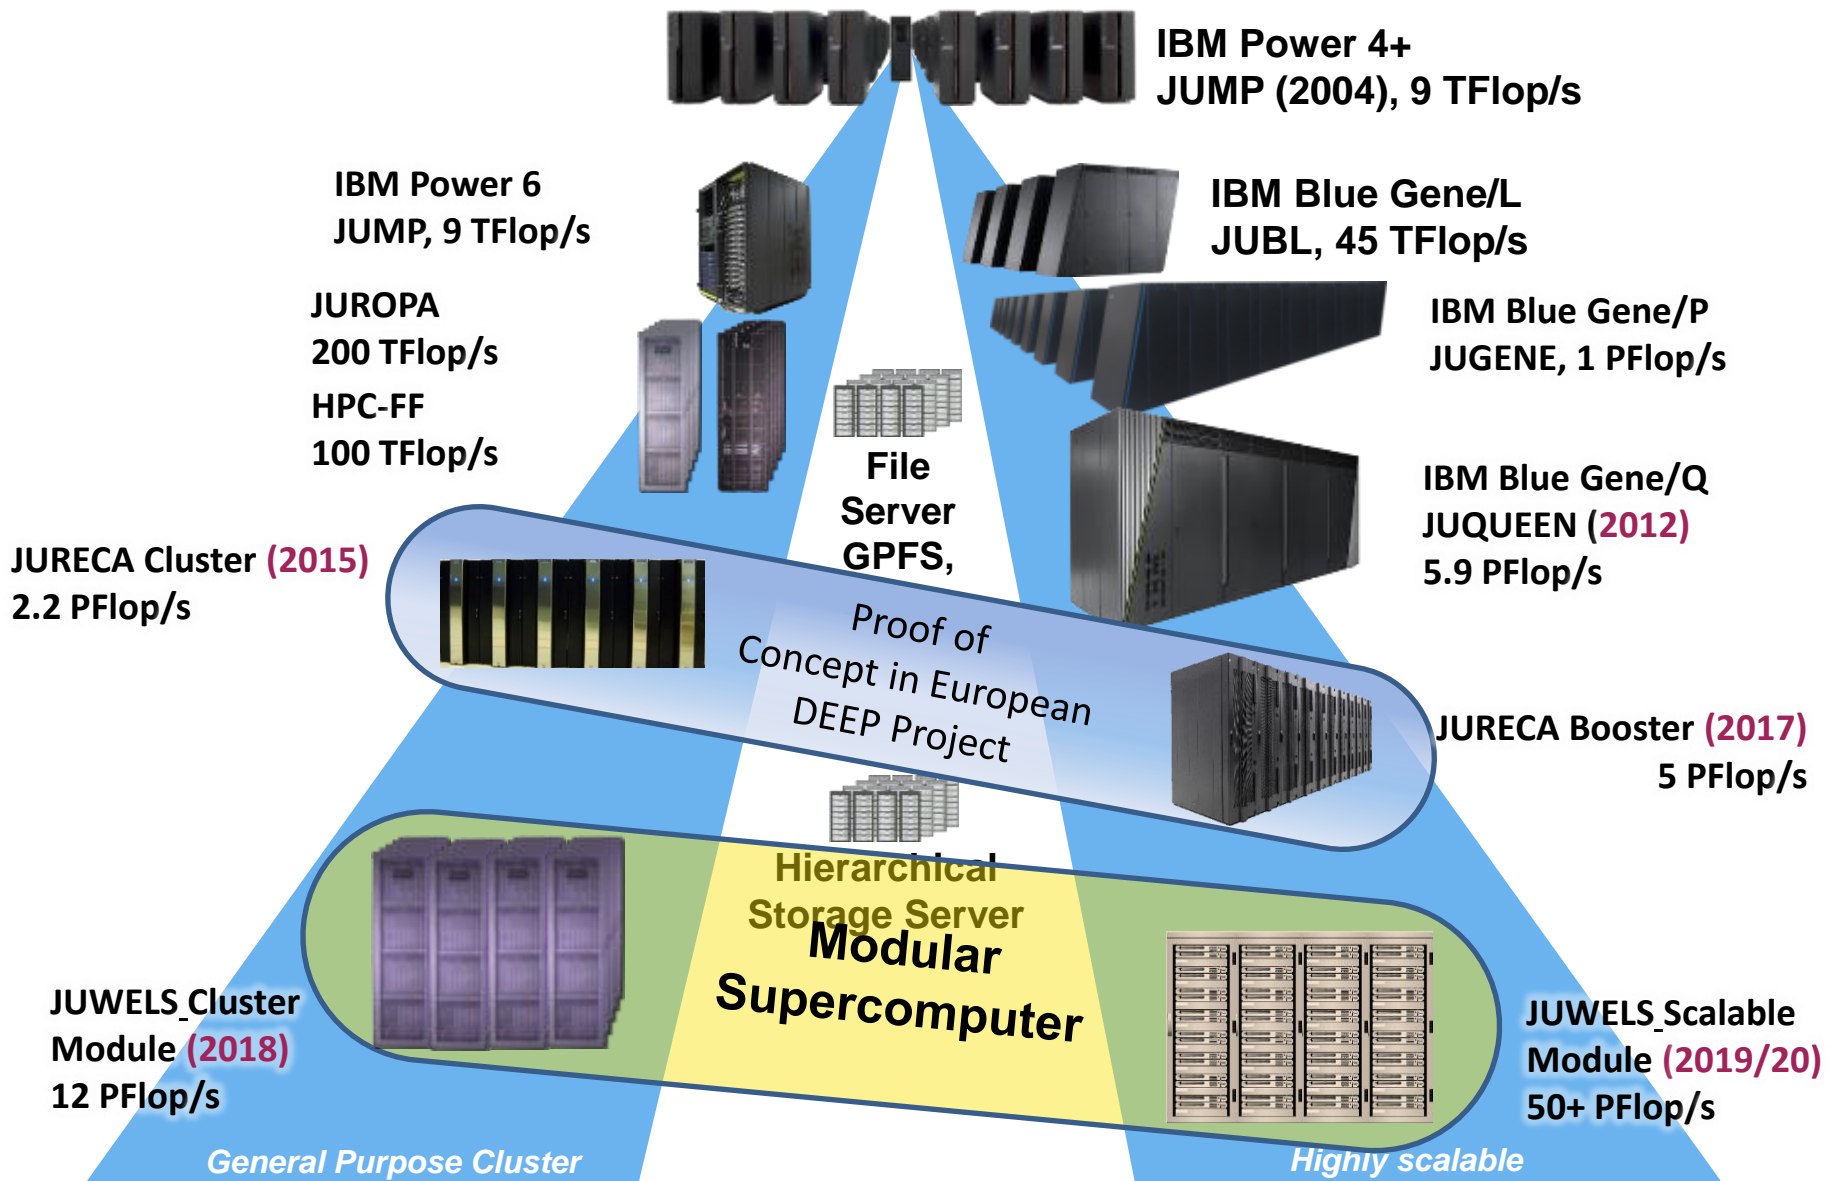 IBM Power 4+
JUMP (2004), 9 TFlop/s
IBM Power 6
JUMP, 9 TFlop/s
IBM Blue Gene/L
JUBL, 45 TFlop/s
JUROPA
200 TFlop/s
HPC-FF
100 TFlop/s
IBM Blue Gene/P
JUGENE, 1 PFlop/s
File
Server
GPFS,
IBM Blue Gene/Q
JUQUEEN (2012)
5.9 PFlop/s
JURECA Cluster (2015)
2.2 PFlop/s
Proof of
Concept in European
DEEP Project
JURECA Booster (2017)
5 PFlop/s
Hierarchical
Storage Server
Modular
Supercomputer
JUWELS Cluster
Module (2018)
12 PFlop/s
JUWELS Scalable
Module (2019/20)
50+ PFlop/s
General Purpose Cluster
Highly scalable